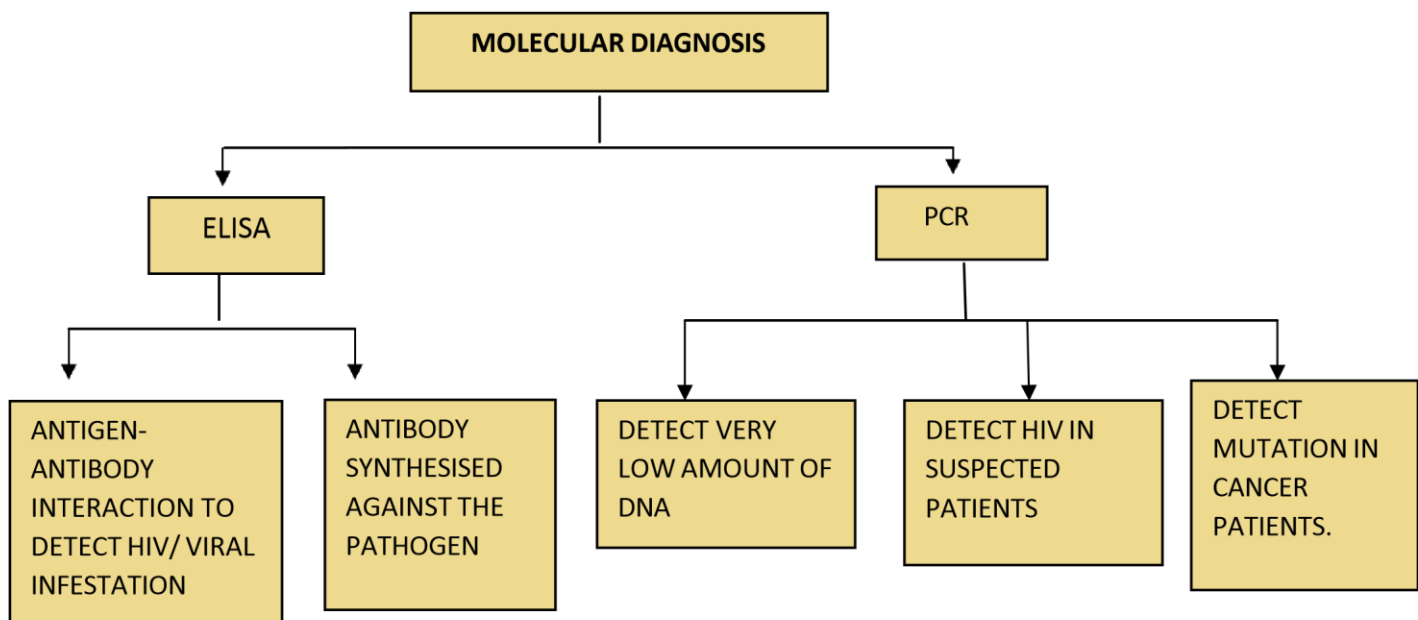 MOLECULAR DIAGNOSIS
ELISA
PCR
ANTIGEN-
ANTIBODY
INTERACTION TO
DETECT HIV/ VIRAL
INFESTATION
ANTIBODY
SYNTHESISED
AGAINST THE
PATHOGEN
DETECT VERY
LOW AMOUNT OF
DNA
DETECT HIV IN
SUSPECTED
PATIENTS
DETECT
MUTATION IN
CANCER
PATIENTS.